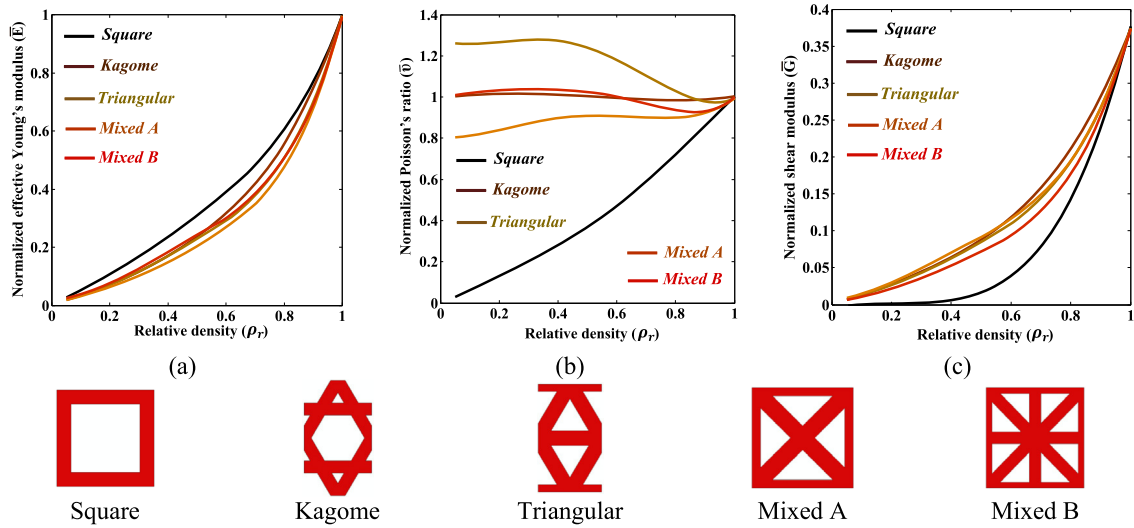 Normalized effective Young's modulus (E̅)
1
0.8
0.6
0.4
0.2
0
Square
Kagome
Triangular
Mixed A
Mixed B
0 0.2 0.4 0.6 0.8 1
Relative density (ρr)
(a)
Normalized Poisson's ratio (υ̅)
1.4
1.2
1
0.8
0.6
0.4
0.2
0
Square
Kagome
Triangular
Mixed A
Mixed B
0 0.2 0.4 0.6 0.8 1
Relative density (ρr)
(b)
Normalized shear modulus (G̅)
0.4
0.35
0.3
0.25
0.2
0.15
0.1
0.05
0
Square
Kagome
Triangular
Mixed A
Mixed B
0 0.2 0.4 0.6 0.8 1
Relative density (ρr)
(c)
Square Kagome Triangular Mixed A Mixed B